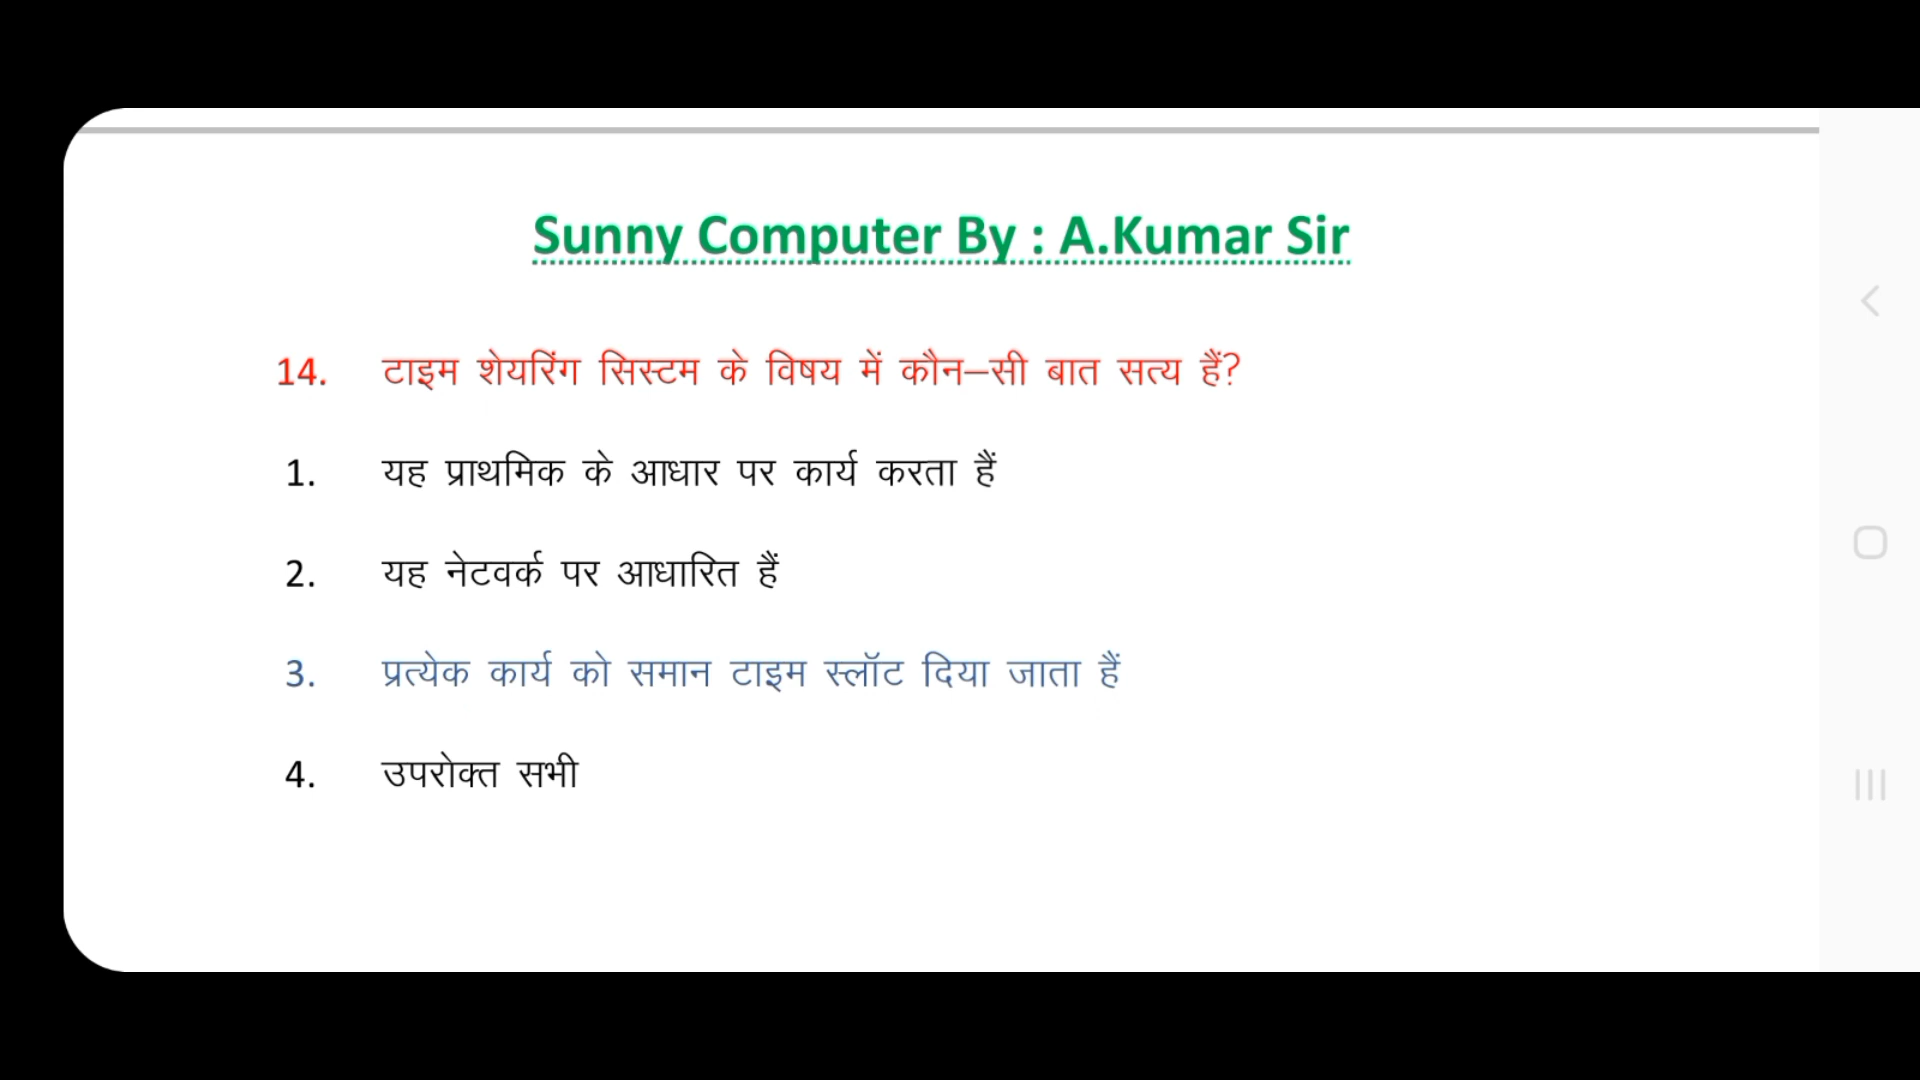 Sunny Computer By : A.Kumar Sir
14. टाइम शेयरिंग सिस्टम के विषय में कौन–सी बात सत्य हैं?
1. यह प्राथमिक के आधार पर कार्य करता हैं
2. यह नेटवर्क पर आधारित हैं
3. प्रत्येक कार्य को समान टाइम स्लॉट दिया जाता हैं
4. उपरोक्त सभी